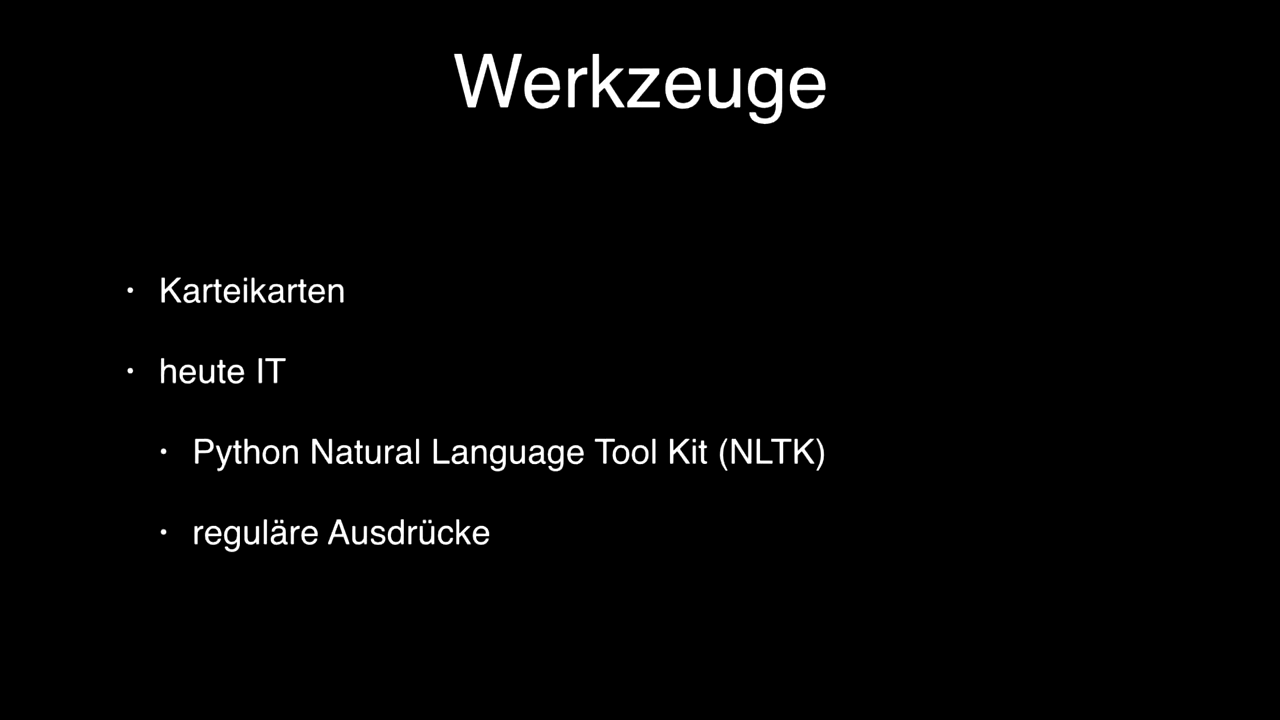 Werkzeuge
• Karteikarten
• heute IT
• Python Natural Language Tool Kit (NLTK)
• reguläre Ausdrücke